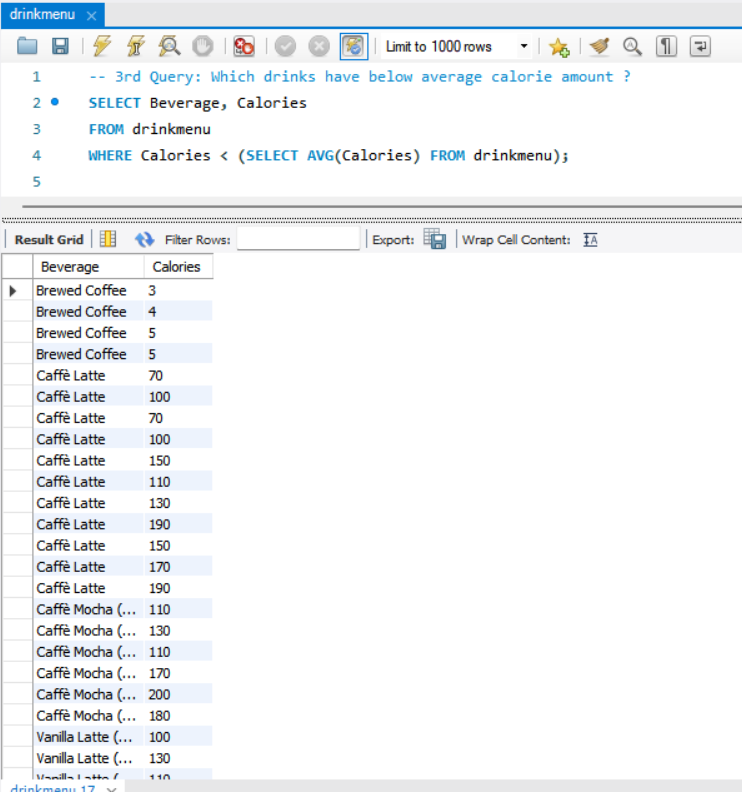 drinkmenu
Limit to 1000 rows
1 -- 3rd Query: Which drinks have below average calorie amount ?
2 SELECT Beverage, Calories
3 FROM drinkmenu
4 WHERE Calories < (SELECT AVG(Calories) FROM drinkmenu);
5
Result Grid Filter Rows: Export: Wrap Cell Content:
Beverage Calories
Brewed Coffee 3
Brewed Coffee 4
Brewed Coffee 5
Brewed Coffee 5
Caffè Latte 70
Caffè Latte 100
Caffè Latte 70
Caffè Latte 100
Caffè Latte 150
Caffè Latte 110
Caffè Latte 130
Caffè Latte 190
Caffè Latte 150
Caffè Latte 170
Caffè Latte 190
Caffè Mocha (... 110
Caffè Mocha (... 130
Caffè Mocha (... 110
Caffè Mocha (... 170
Caffè Mocha (... 200
Caffè Mocha (... 180
Vanilla Latte (... 100
Vanilla Latte (... 130
Vanilla Latte (... 110
drinkmenu 17